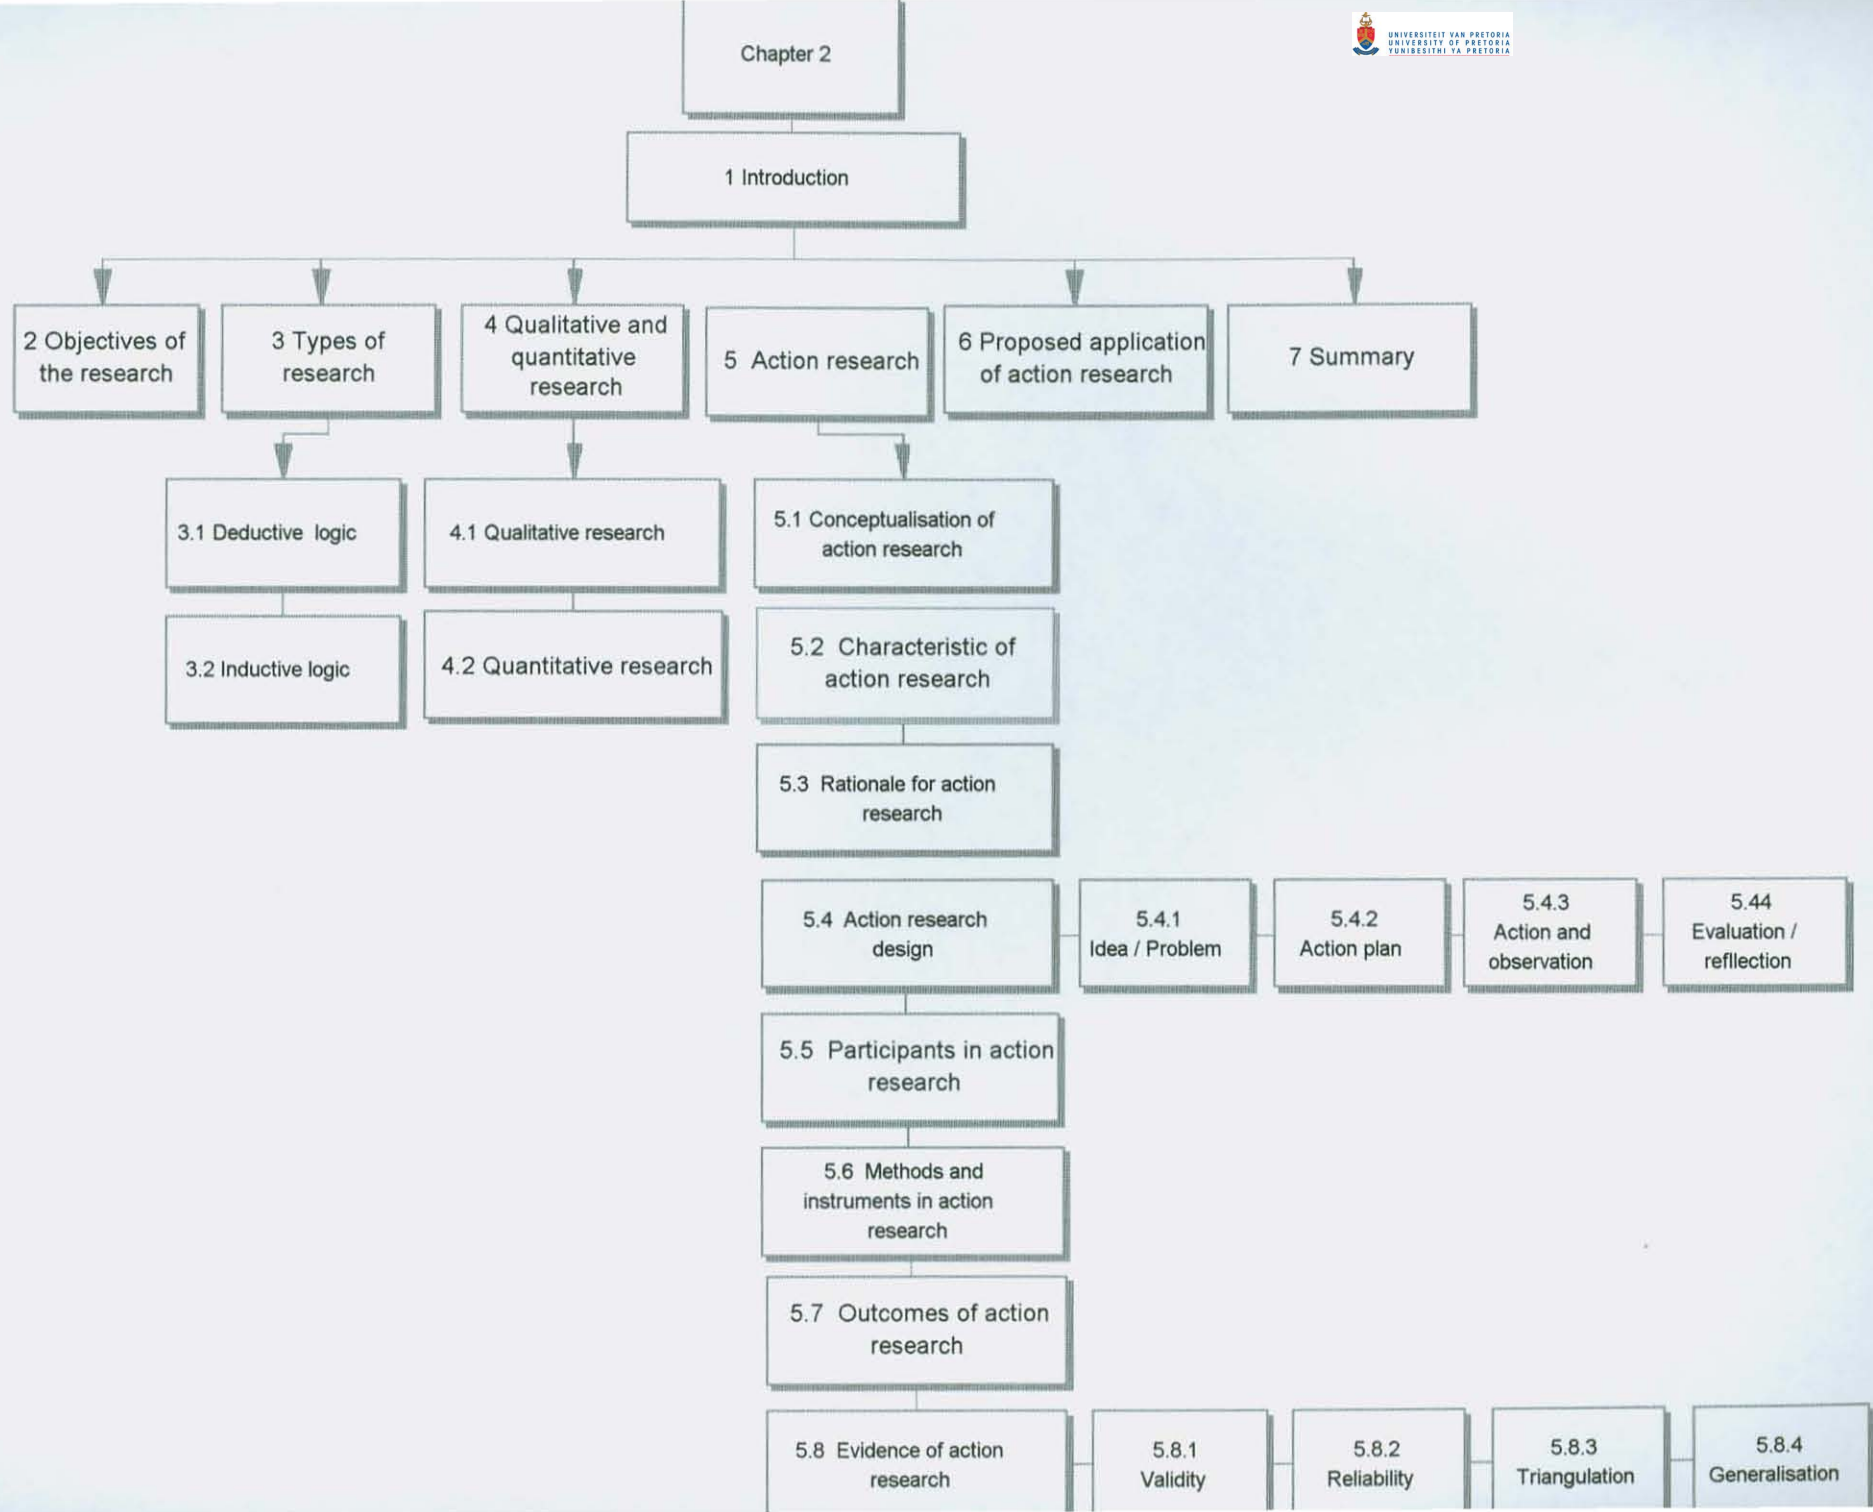 Chapter 2
UNIVERSITEIT VAN PRETORIA
UNIVERSITY OF PRETORIA
YUNIBESITHI YA PRETORIA
1 Introduction
2 Objectives of
the research
3 Types of
research
4 Qualitative and
quantitative
research
5 Action research
6 Proposed application
of action research
7 Summary
3.1 Deductive logic
4.1 Qualitative research
5.1 Conceptualisation of
action research
3.2 Inductive logic
4.2 Quantitative research
5.2 Characteristic of
action research
5.3 Rationale for action
research
5.4 Action research
design
5.4.1
Idea / Problem
5.4.2
Action plan
5.4.3
Action and
observation
5.44
Evaluation /
refllection
5.5 Participants in action
research
5.6 Methods and
instruments in action
research
5.7 Outcomes of action
research
5.8 Evidence of action
research
5.8.1
Validity
5.8.2
Reliability
5.8.3
Triangulation
5.8.4
Generalisation